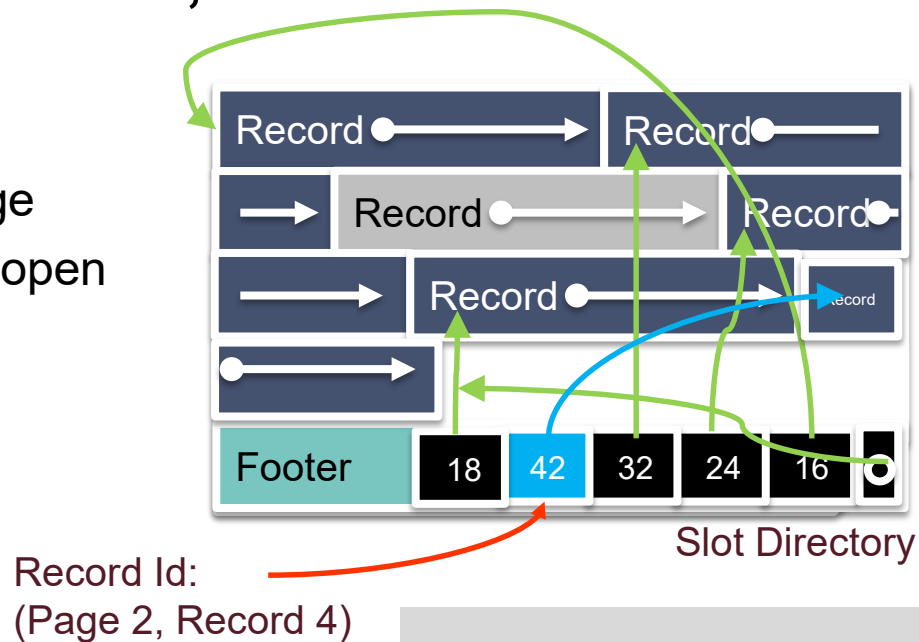 Record Record
ge
Record Record
open
Record Record
Footer 18 42 32 24 16
Slot Directory
Record Id:
(Page 2, Record 4)